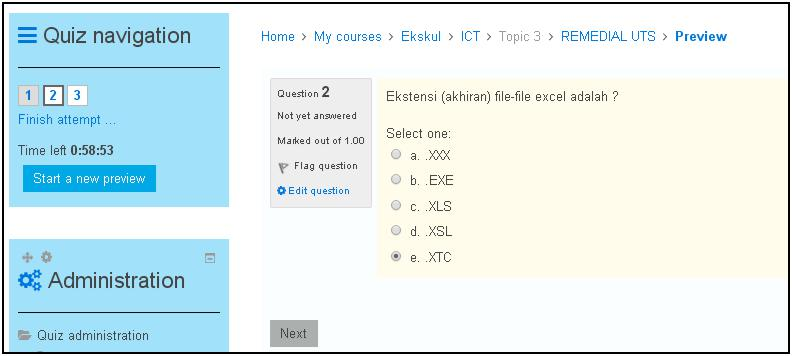 Quiz navigation
1 2 3
Finish attempt ...
Time left 0:58:53
Start a new preview
Administration
Quiz administration
Home > My courses > Ekskul > ICT > Topic 3 > REMEDIAL UTS > Preview
Question 2
Not yet answered
Marked out of 1.00
Flag question
Edit question
Ekstensi (akhiran) file-file excel adalah ?
Select one:
a. .XXX
b. .EXE
c. .XLS
d. .XSL
e. .XTC
Next